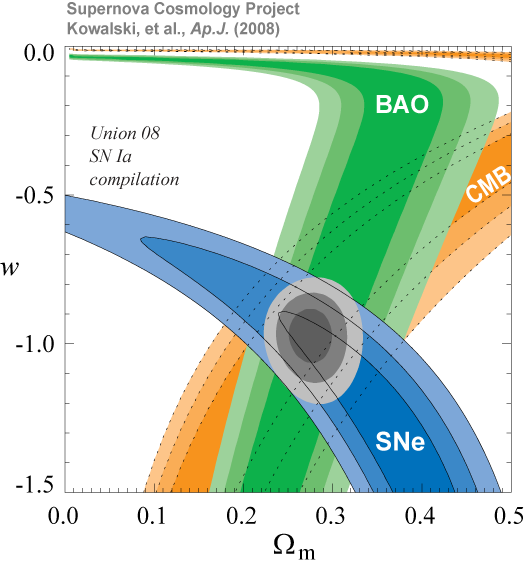 Supernova Cosmology Project
Kowalski, et al., Ap.J. (2008)
0.0
BAO
Union 08
SN Ia
compilation
CMB
-0.5
w
-1.0
SNe
-1.5
0.0 0.1 0.2 0.3 0.4 0.5
Ωm